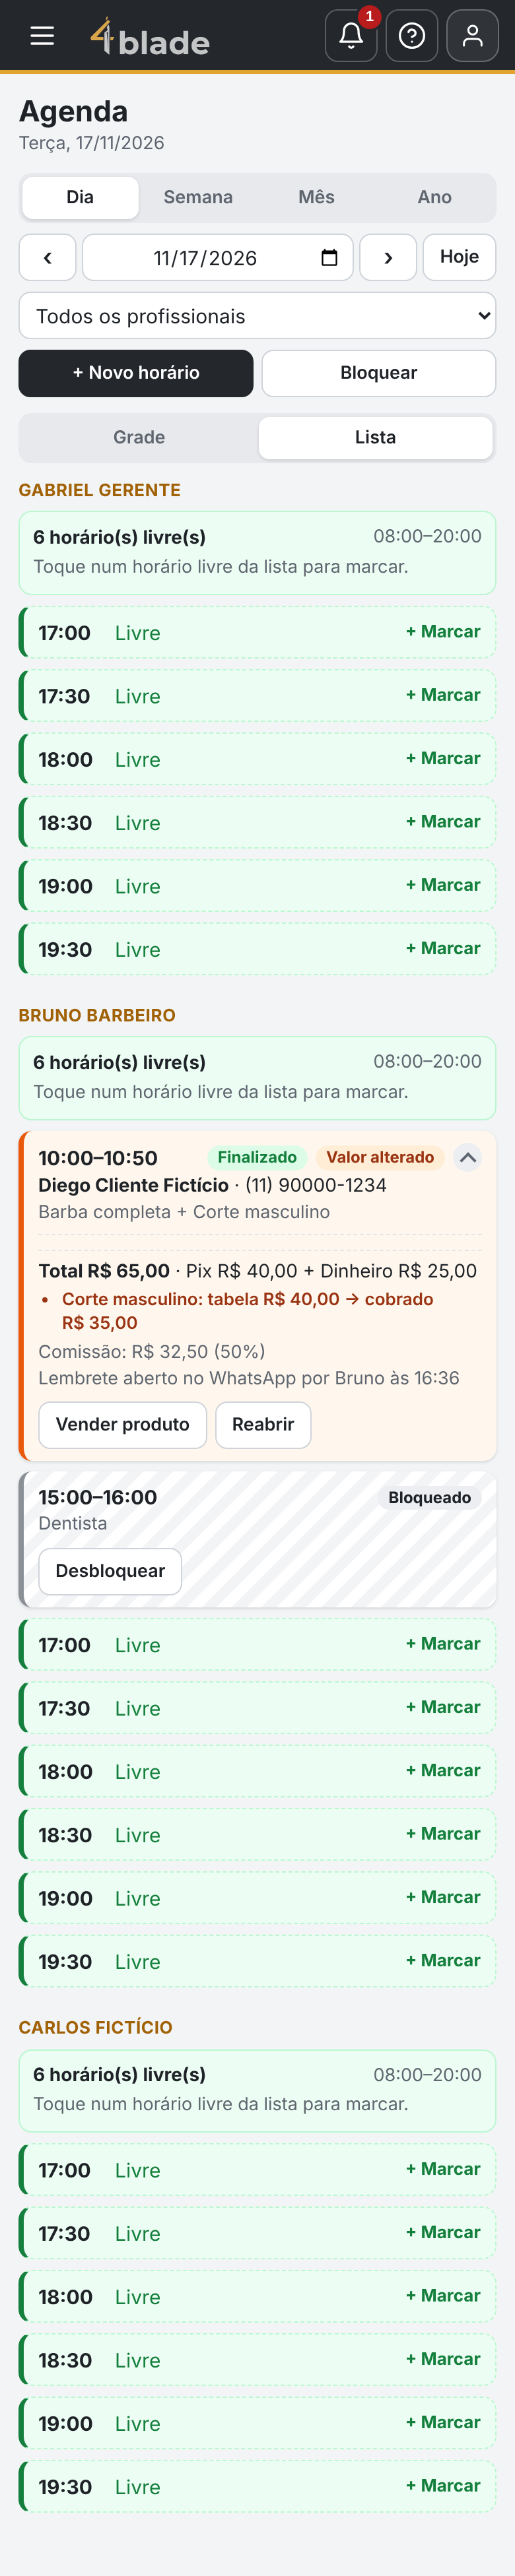 4blade
1
Agenda
Terça, 17/11/2026
Dia Semana Mês Ano
‹ 11/17/2026 › Hoje
Todos os profissionais
+ Novo horário Bloquear
Grade Lista
GABRIEL GERENTE
6 horário(s) livre(s) 08:00–20:00
Toque num horário livre da lista para marcar.
17:00 Livre + Marcar
17:30 Livre + Marcar
18:00 Livre + Marcar
18:30 Livre + Marcar
19:00 Livre + Marcar
19:30 Livre + Marcar
BRUNO BARBEIRO
6 horário(s) livre(s) 08:00–20:00
Toque num horário livre da lista para marcar.
10:00–10:50 Finalizado Valor alterado
Diego Cliente Fictício · (11) 90000-1234
Barba completa + Corte masculino
Total R$ 65,00 · Pix R$ 40,00 + Dinheiro R$ 25,00
• Corte masculino: tabela R$ 40,00 → cobrado
R$ 35,00
Comissão: R$ 32,50 (50%)
Lembrete aberto no WhatsApp por Bruno às 16:36
Vender produto Reabrir
15:00–16:00 Bloqueado
Dentista
Desbloquear
17:00 Livre + Marcar
17:30 Livre + Marcar
18:00 Livre + Marcar
18:30 Livre + Marcar
19:00 Livre + Marcar
19:30 Livre + Marcar
CARLOS FICTÍCIO
6 horário(s) livre(s) 08:00–20:00
Toque num horário livre da lista para marcar.
17:00 Livre + Marcar
17:30 Livre + Marcar
18:00 Livre + Marcar
18:30 Livre + Marcar
19:00 Livre + Marcar
19:30 Livre + Marcar